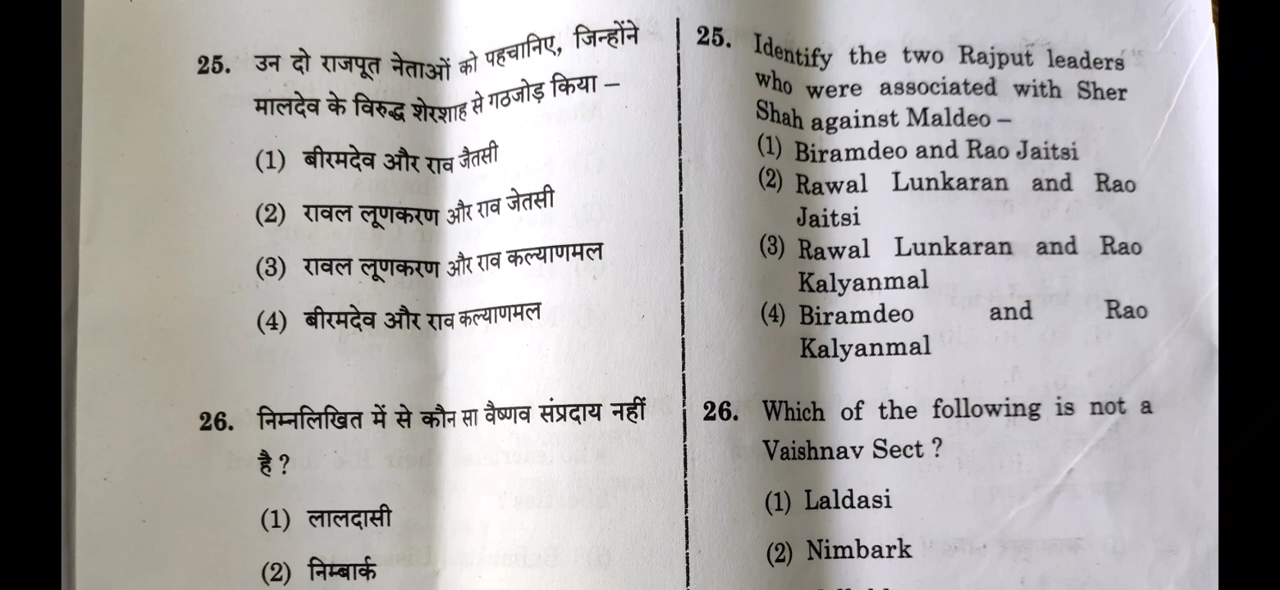 25. उन दो राजपूत नेताओं को पहचानिए, जिन्होंने
मालदेव के विरुद्ध शेरशाह से गठजोड़ किया –
(1) बीरमदेव और राव जैतसी
(2) रावल लूणकरण और राव जेतसी
(3) रावल लूणकरण और राव कल्याणमल
(4) बीरमदेव और राव कल्याणमल
26. निम्नलिखित में से कौन सा वैष्णव संप्रदाय नहीं
है ?
(1) लालदासी
(2) निम्बार्क
25. Identify the two Rajput leaders
who were associated with Sher
Shah against Maldeo –
(1) Biramdeo and Rao Jaitsi
(2) Rawal Lunkaran and Rao
Jaitsi
(3) Rawal Lunkaran and Rao
Kalyanmal
(4) Biramdeo and Rao
Kalyanmal
26. Which of the following is not a
Vaishnav Sect ?
(1) Laldasi
(2) Nimbark